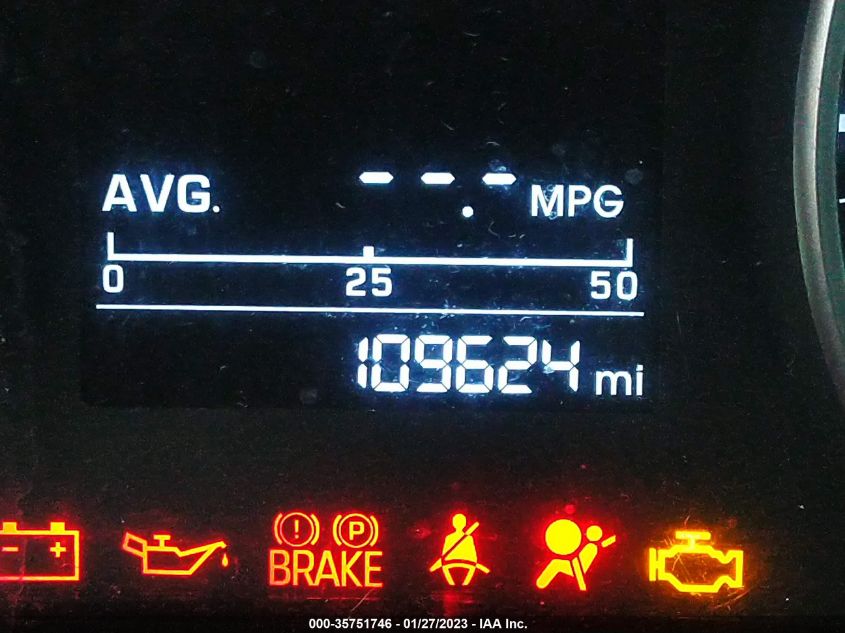 AVG. --.- MPG
0 25 50
109624 mi
(!) (P)
BRAKE
000-35751746 - 01/27/2023 - IAA Inc.